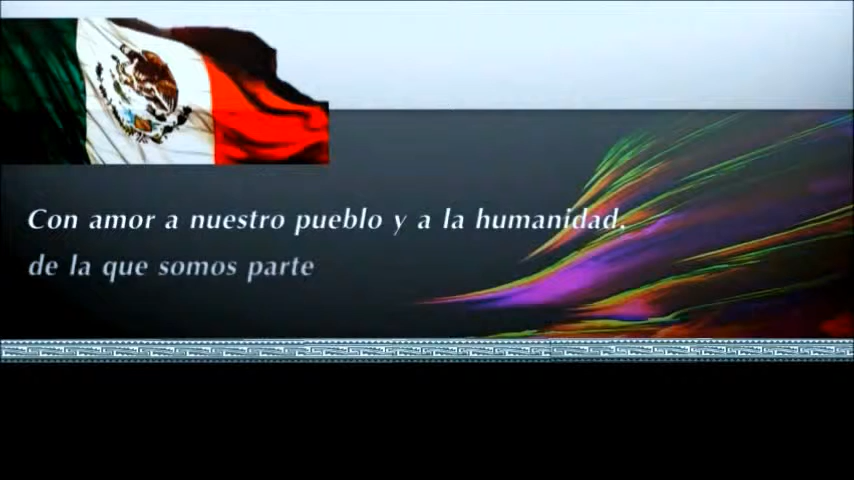 Con amor a nuestro pueblo y a la humanidad,
de la que somos parte